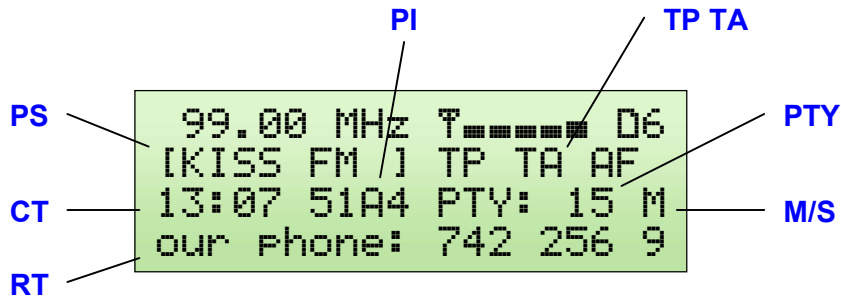 PI
TP TA
PS
PTY
99.00 MHz D6
[KISS FM ] TP TA AF
CT
13:07 51A4 PTY: 15 M
M/S
our phone: 742 256 9
RT